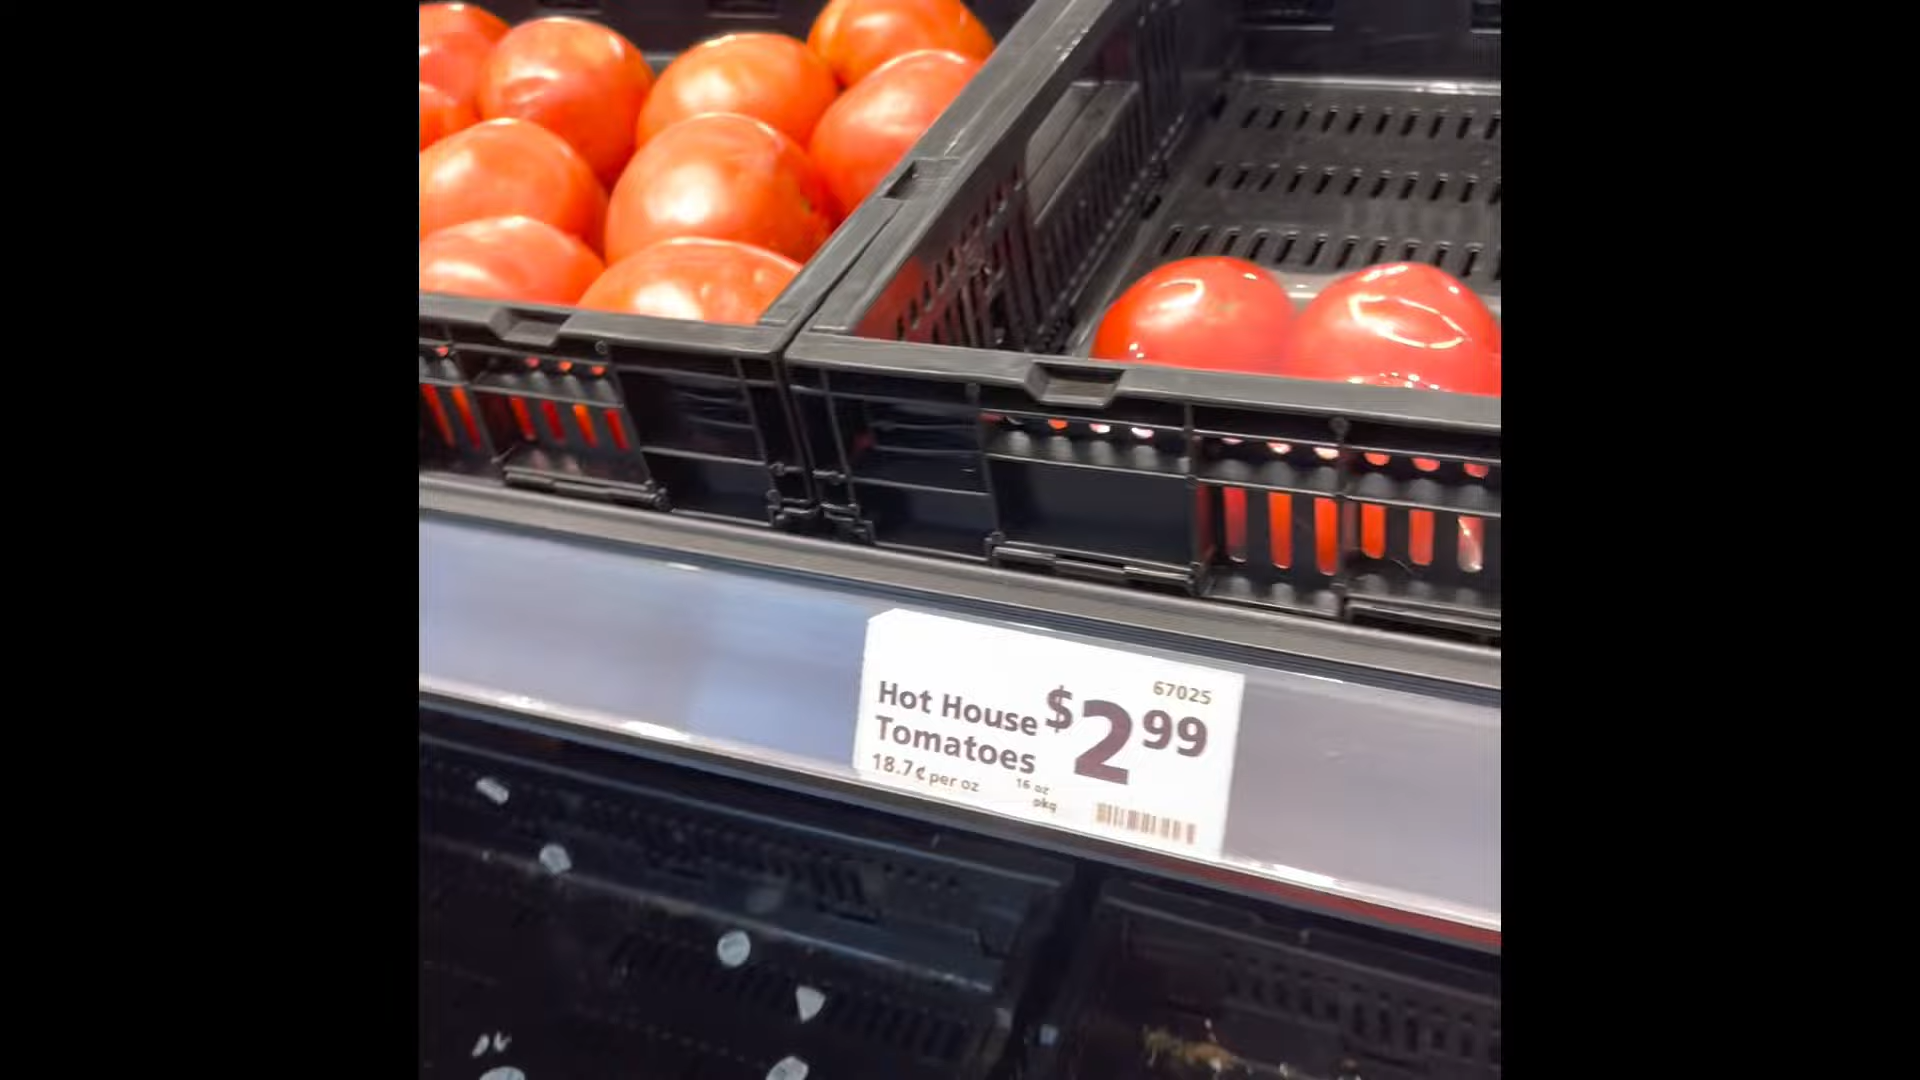 67025
Hot House $2 99
Tomatoes
18.7¢ per oz 16 oz
pkg